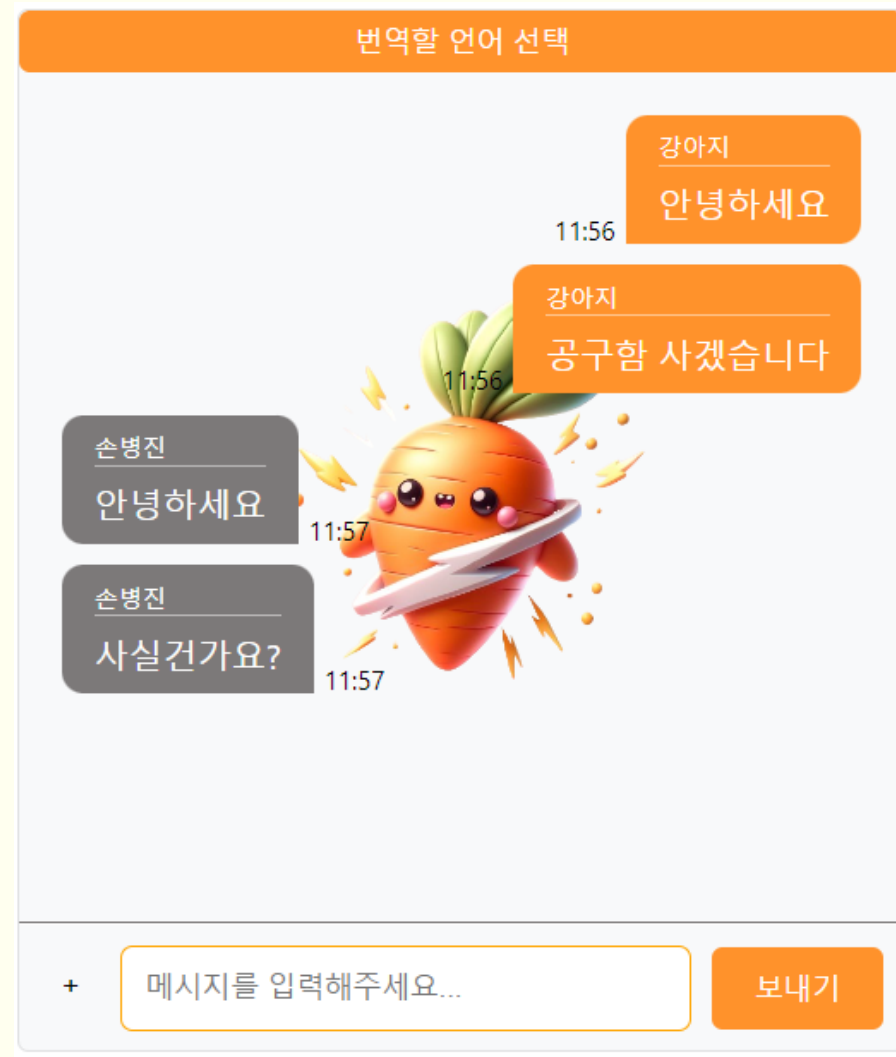 번역할 언어 선택
강아지
안녕하세요
11:56
강아지
공구함 사겠습니다
11:56
손병진
안녕하세요
11:57
손병진
사실건가요?
11:57
+
메시지를 입력해주세요...
보내기